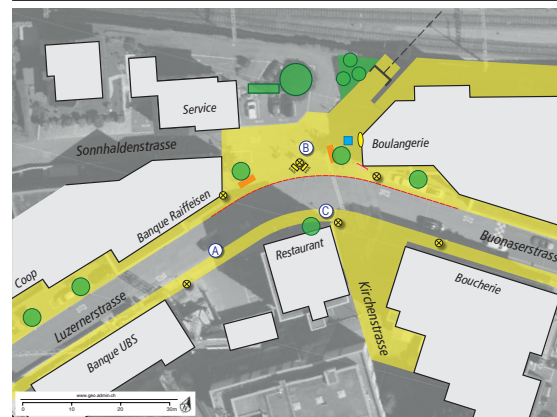 Service
Sonnhaldenstrasse
B
Boulangerie
Banque Raiffeisen
C
A
Restaurant
Buonaserstrasse
Coop
Luzernerstrasse
Kirchenstrasse
Boucherie
Banque UBS
www.geo.admin.ch
0 10 20 30m